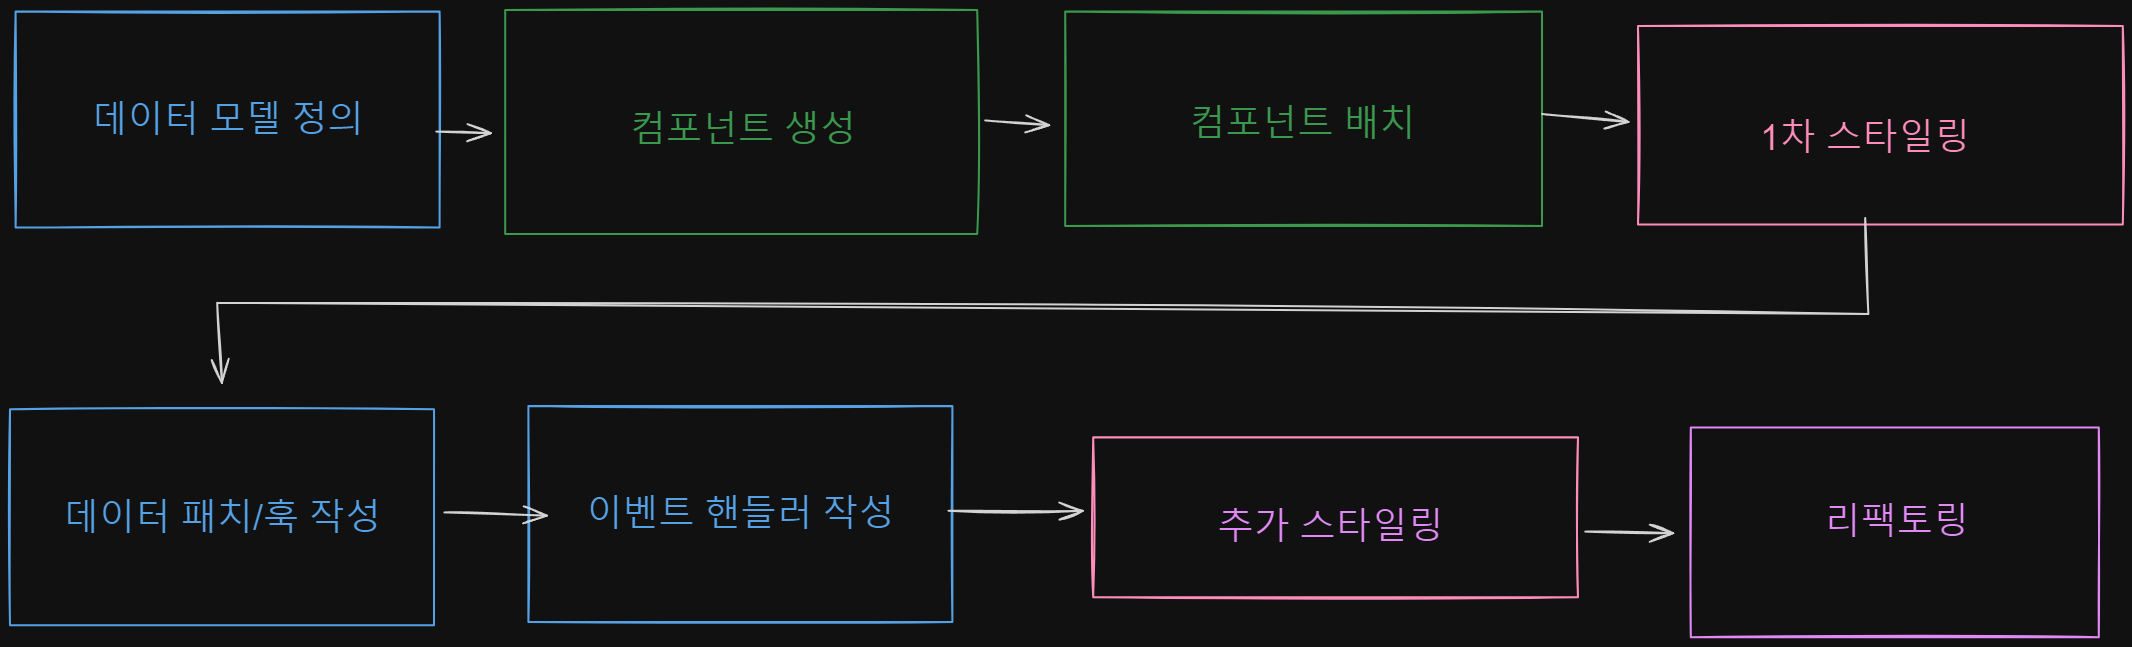 데이터 모델 정의
컴포넌트 생성
컴포넌트 배치
1차 스타일링
데이터 패치/훅 작성
이벤트 핸들러 작성
추가 스타일링
리팩토링